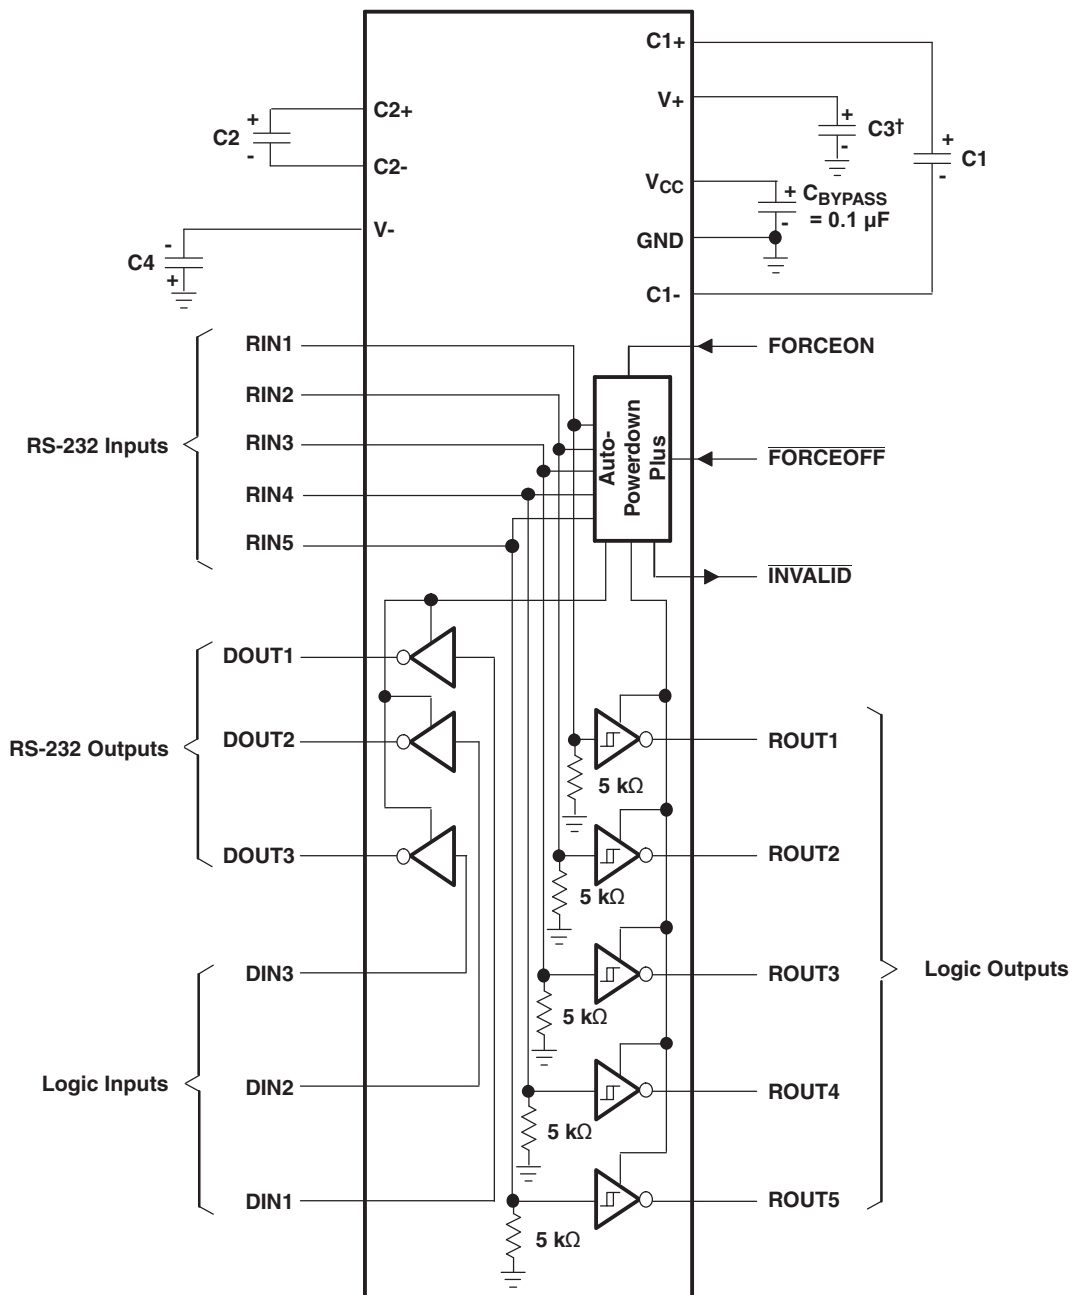 C1+
V+
C2+
C2
+
-
C2-
+
C3†
-
+
C1
-
VCC
+ CBYPASS
= 0.1 µF
-
V-
GND
-
C4
+
C1-
RIN1
FORCEON
RIN2
RS-232 Inputs
RIN3
Auto-
Powerdown
Plus
FORCEOFF
RIN4
RIN5
INVALID
DOUT1
RS-232 Outputs
DOUT2
ROUT1
5 kΩ
DOUT3
ROUT2
5 kΩ
DIN3
ROUT3
Logic Outputs
5 kΩ
Logic Inputs
DIN2
ROUT4
5 kΩ
DIN1
ROUT5
5 kΩ